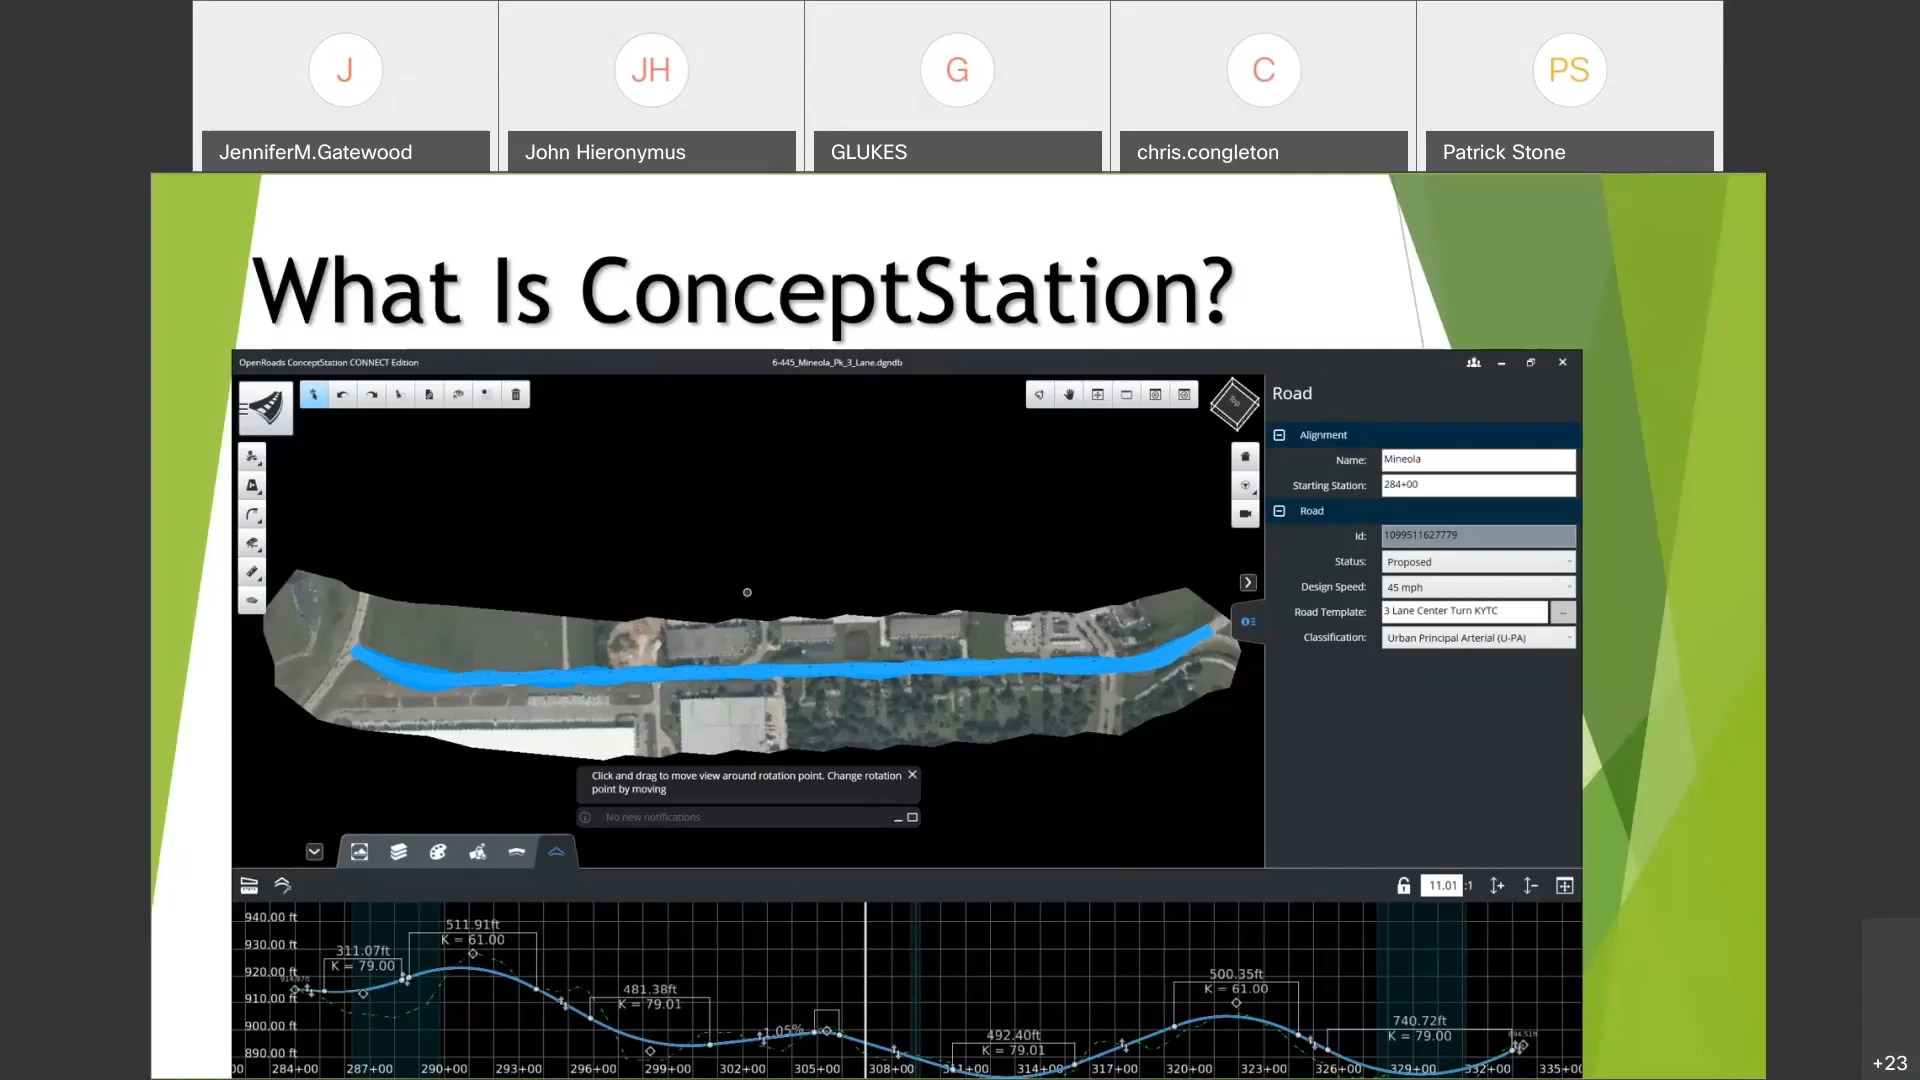 J
JH
G
C
PS
JenniferM.Gatewood
John Hieronymus
GLUKES
chris.congleton
Patrick Stone
What Is ConceptStation?
OpenRoads ConceptStation CONNECT Edition
6-445_Mineola_Pk_3_Lane.dgndb
Top
Road
Alignment
Name: Mineola
Starting Station: 284+00
Road
Id: 1099511627779
Status: Proposed
Design Speed: 45 mph
Road Template: 3 Lane Center Turn KYTC ...
Classification: Urban Principal Arterial (U-PA)
Click and drag to move view around rotation point. Change rotation
point by moving
No new notifications
11.01 :1
940.00 ft
930.00 ft
920.00 ft
910.00 ft
900.00 ft
890.00 ft
311.07ft
K = 79.00
511.91ft
K = 61.00
481.38ft
K = 79.01
1.05%
492.40ft
K = 79.01
500.35ft
K = 61.00
740.72ft
K = 79.00
00 284+00 287+00 290+00 293+00 296+00 299+00 302+00 305+00 308+00 311+00 314+00 317+00 320+00 323+00 326+00 329+00 332+00 335+0
+23